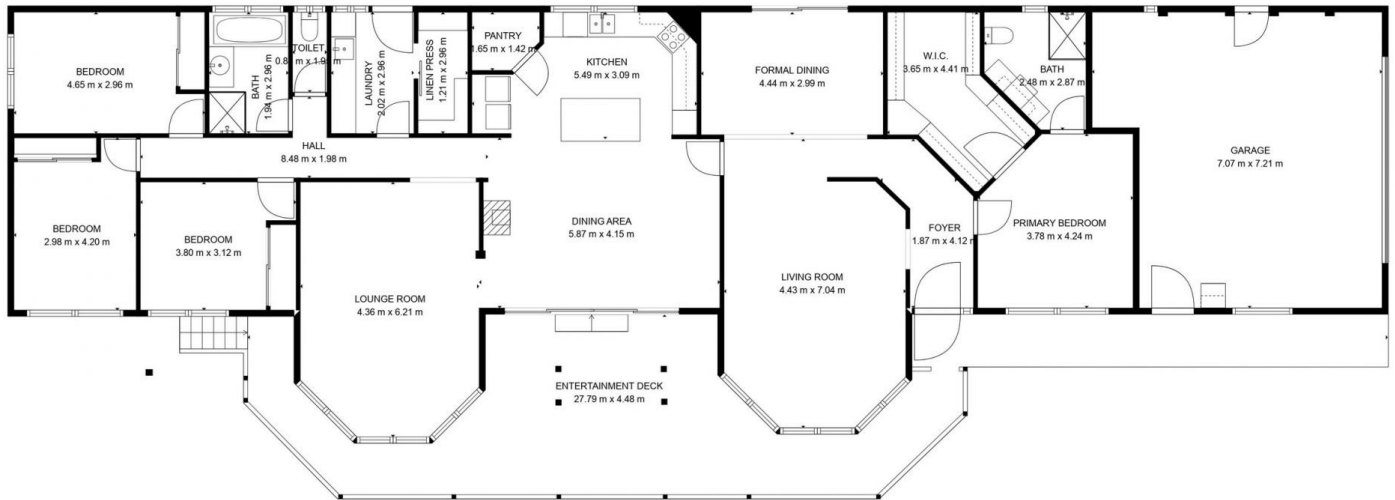 BEDROOM
4.65 m x 2.96 m
BATH
1.94 m x 2.96 m
TOILET
LAUNDRY
2.02 m x 2.96 m
LINEN PRESS
1.21 m x 2.96 m
PANTRY
1.65 m x 1.42 m
KITCHEN
5.49 m x 3.09 m
FORMAL DINING
4.44 m x 2.99 m
W.I.C.
3.65 m x 4.41 m
BATH
2.48 m x 2.87 m
GARAGE
7.07 m x 7.21 m
HALL
8.48 m x 1.98 m
BEDROOM
2.98 m x 4.20 m
BEDROOM
3.80 m x 3.12 m
LOUNGE ROOM
4.36 m x 6.21 m
DINING AREA
5.87 m x 4.15 m
LIVING ROOM
4.43 m x 7.04 m
FOYER
1.87 m x 4.12 m
PRIMARY BEDROOM
3.78 m x 4.24 m
ENTERTAINMENT DECK
27.79 m x 4.48 m